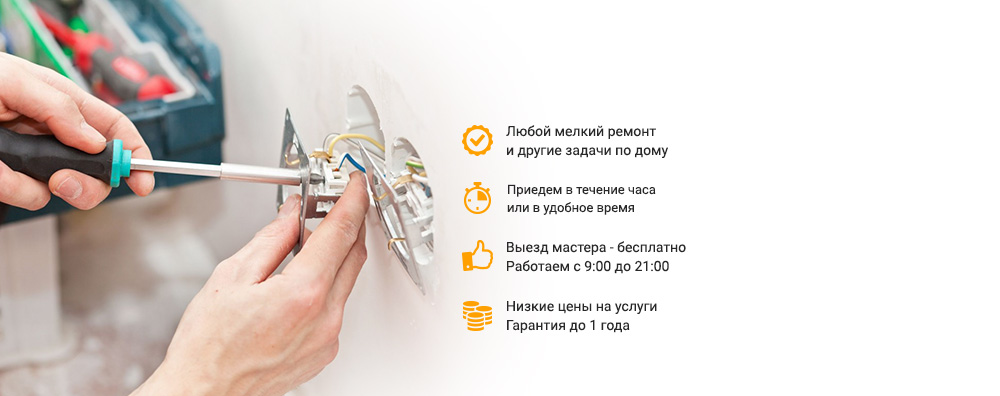 Любой мелкий ремонт
и другие задачи по дому
Приедем в течение часа
или в удобное время
Выезд мастера - бесплатно
Работаем с 9:00 до 21:00
Низкие цены на услуги
Гарантия до 1 года